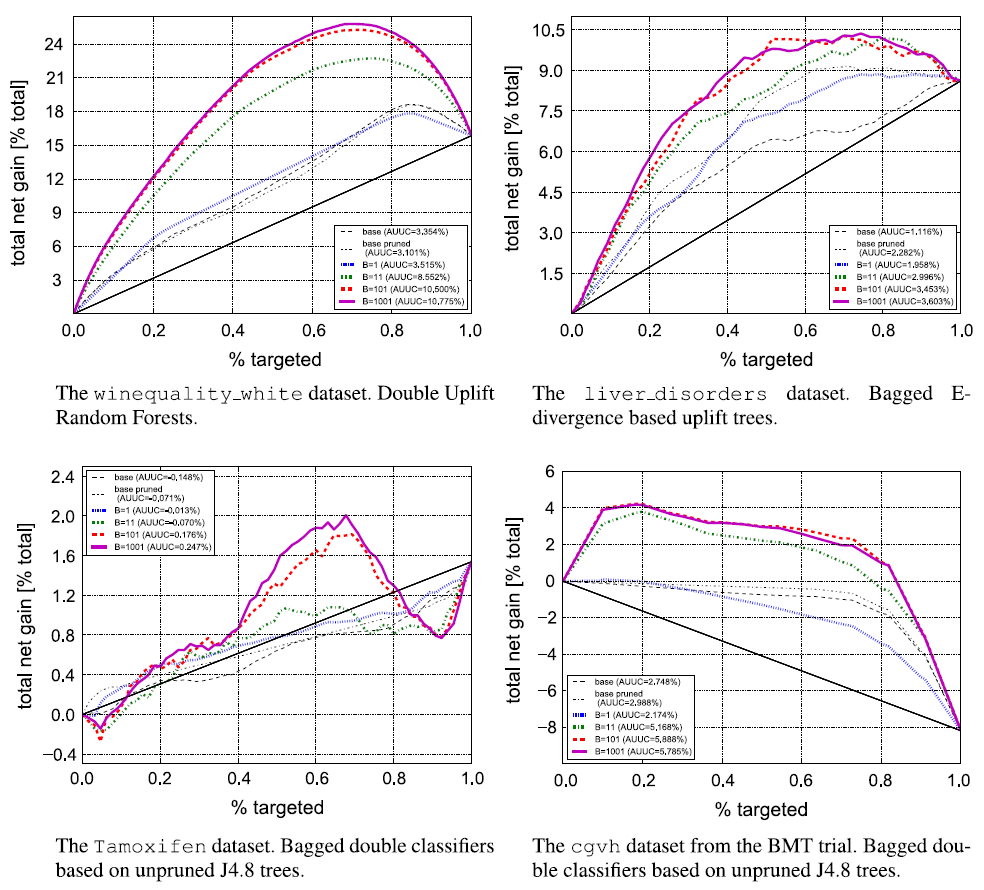 total net gain [% total]
24
21
18
15
12
9
6
3
0.0 0.2 0.4 0.6 0.8 1.0
% targeted
base (AUUC=3,354%)
base pruned
(AUUC=3,101%)
B=1 (AUUC=3,515%)
B=11 (AUUC=8,552%)
B=101 (AUUC=10,500%)
B=1001 (AUUC=10,775%)
The winequality_white dataset. Double Uplift
Random Forests.
total net gain [% total]
10.5
9.0
7.5
6.0
4.5
3.0
1.5
0.0 0.2 0.4 0.6 0.8 1.0
% targeted
base (AUUC=1,116%)
base pruned
(AUUC=2,282%)
B=1 (AUUC=1,958%)
B=11 (AUUC=2,996%)
B=101 (AUUC=3,453%)
B=1001 (AUUC=3,603%)
The liver_disorders dataset. Bagged E-
divergence based uplift trees.
total net gain [% total]
2.4
2.0
1.6
1.2
0.8
0.4
0.0
−0.4
0.0 0.2 0.4 0.6 0.8 1.0
% targeted
base (AUUC=-0,148%)
base pruned
(AUUC=-0,071%)
B=1 (AUUC=-0,013%)
B=11 (AUUC=-0,070%)
B=101 (AUUC=0,176%)
B=1001 (AUUC=0,247%)
The Tamoxifen dataset. Bagged double classifiers
based on unpruned J4.8 trees.
total net gain [% total]
6
4
2
0
−2
−4
−6
−8
0.0 0.2 0.4 0.6 0.8 1.0
% targeted
base (AUUC=2,748%)
base pruned
(AUUC=2,988%)
B=1 (AUUC=2,174%)
B=11 (AUUC=5,168%)
B=101 (AUUC=5,888%)
B=1001 (AUUC=5,785%)
The cgvh dataset from the BMT trial. Bagged dou-
ble classifiers based on unpruned J4.8 trees.